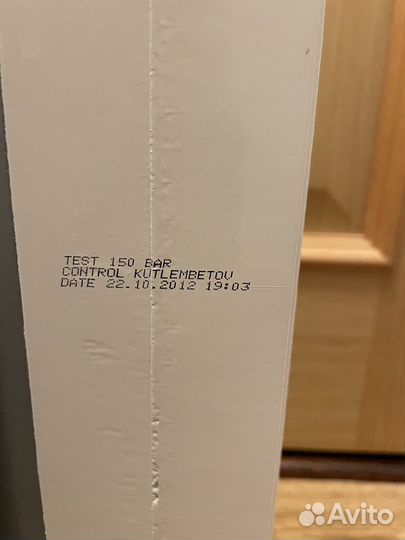 TEST 150 BAR
CONTROL KUTLEMBETOV
DATE 22.10.2012 19:03
Avito